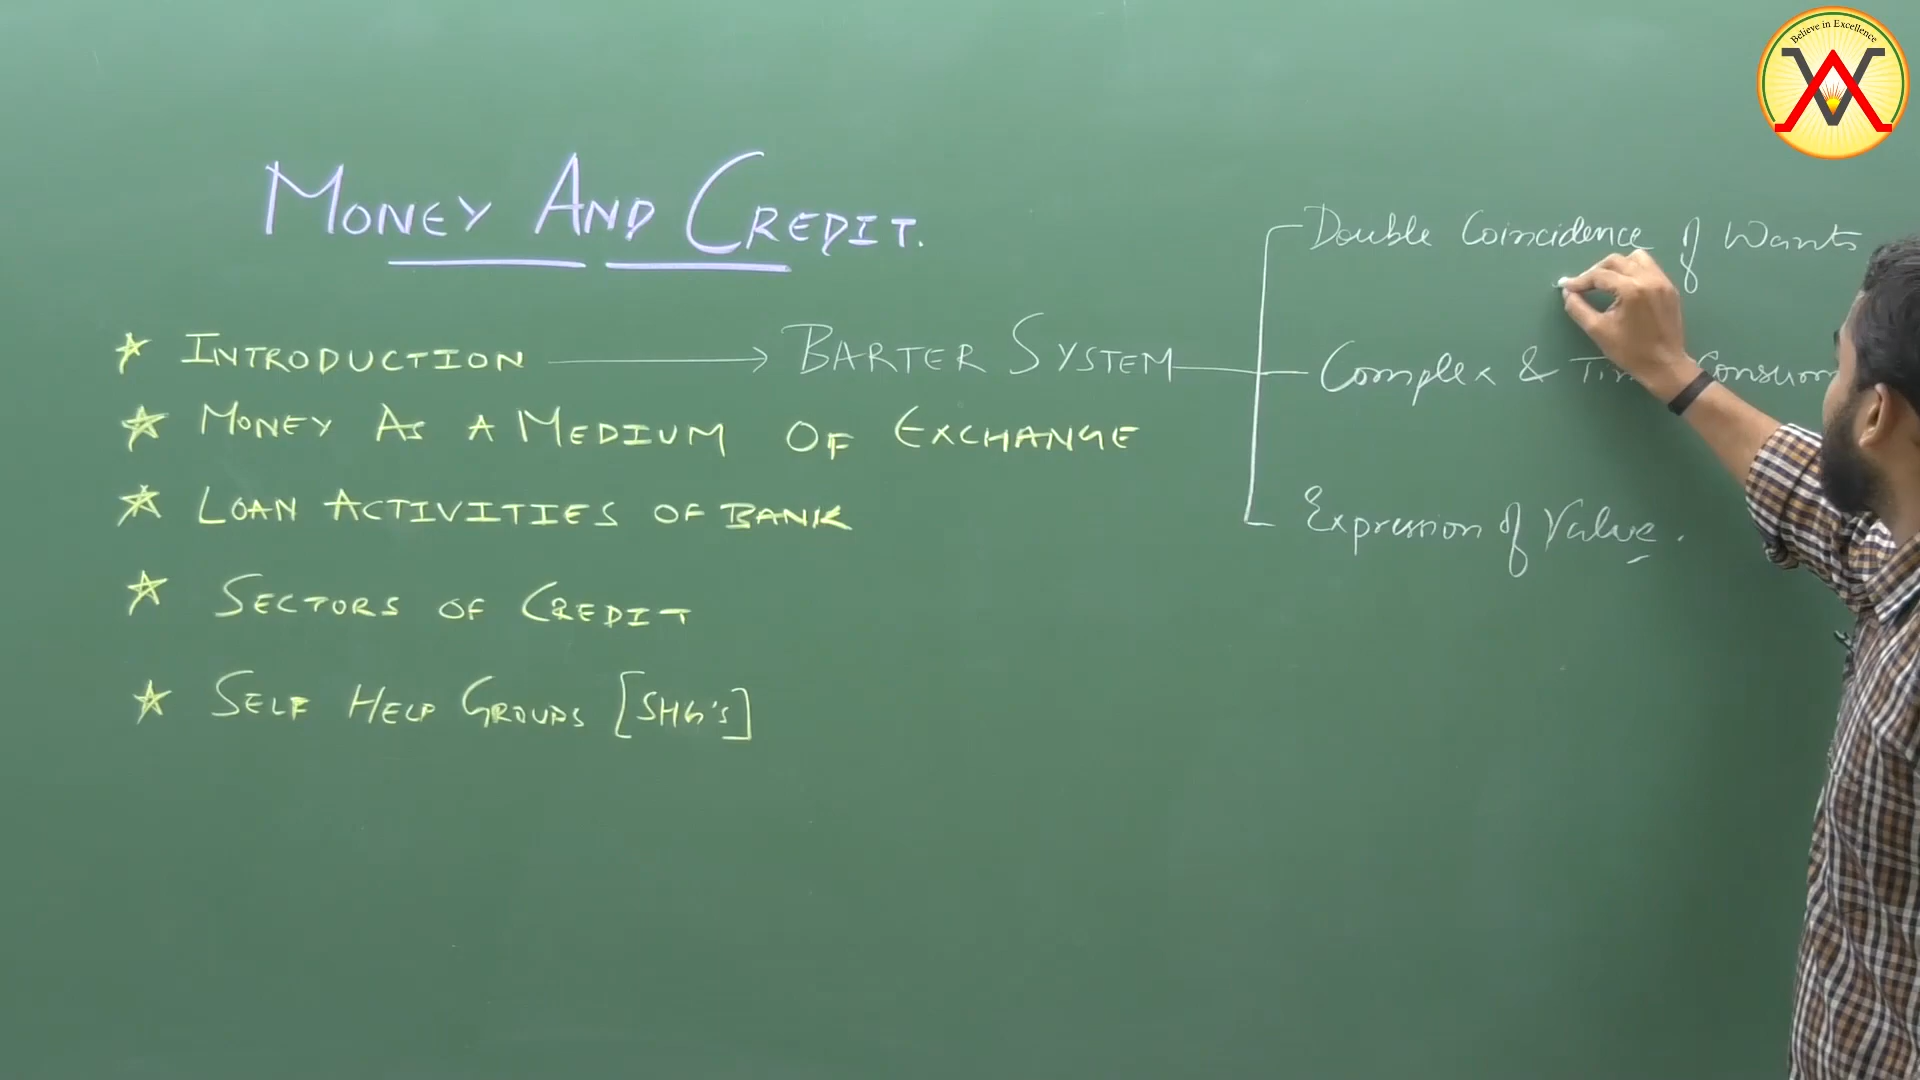 Believe in Excellence
MONEY AND CREDIT.
INTRODUCTION
BARTER SYSTEM
MONEY AS A MEDIUM OF EXCHANGE
LOAN ACTIVITIES OF BANK
SECTORS OF CREDIT
SELF HELP GROUPS [SHG'S]
Double Coincidence of Wants
Complex &
Expression of Value.